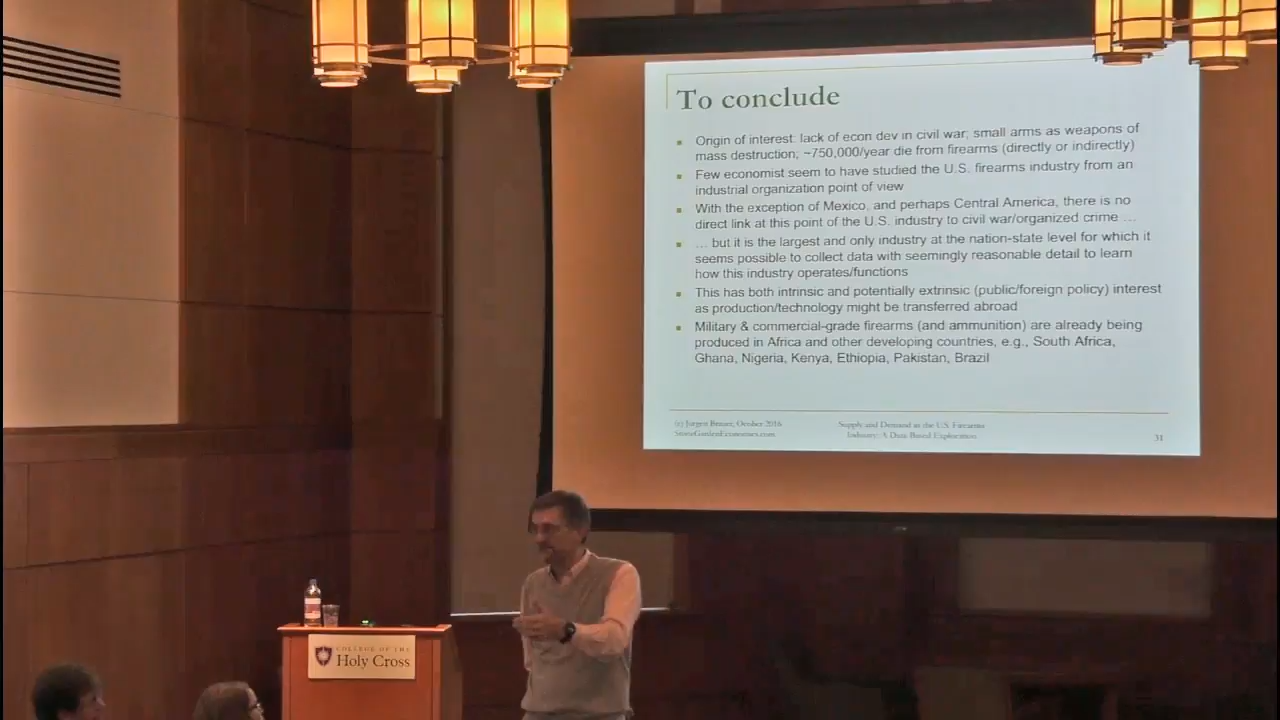 To conclude
Origin of interest: lack of econ dev in civil war; small arms as weapons of
mass destruction; ~750,000/year die from firearms (directly or indirectly)
Few economist seem to have studied the U.S. firearms industry from an
industrial organization point of view
With the exception of Mexico, and perhaps Central America, there is no
direct link at this point of the U.S. industry to civil war/organized crime …
… but it is the largest and only industry at the nation-state level for which it
seems possible to collect data with seemingly reasonable detail to learn
how this industry operates/functions
This has both intrinsic and potentially extrinsic (public/foreign policy) interest
as production/technology might be transferred abroad
Military & commercial-grade firearms (and ammunition) are already being
produced in Africa and other developing countries, e.g., South Africa,
Ghana, Nigeria, Kenya, Ethiopia, Pakistan, Brazil
(c) Jurgen Brauer, October 2016
StoneGardenEconomics.com
Supply and Demand in the U.S. Firearms
Industry: A Data-Based Exploration
31
COLLEGE OF THE
Holy Cross